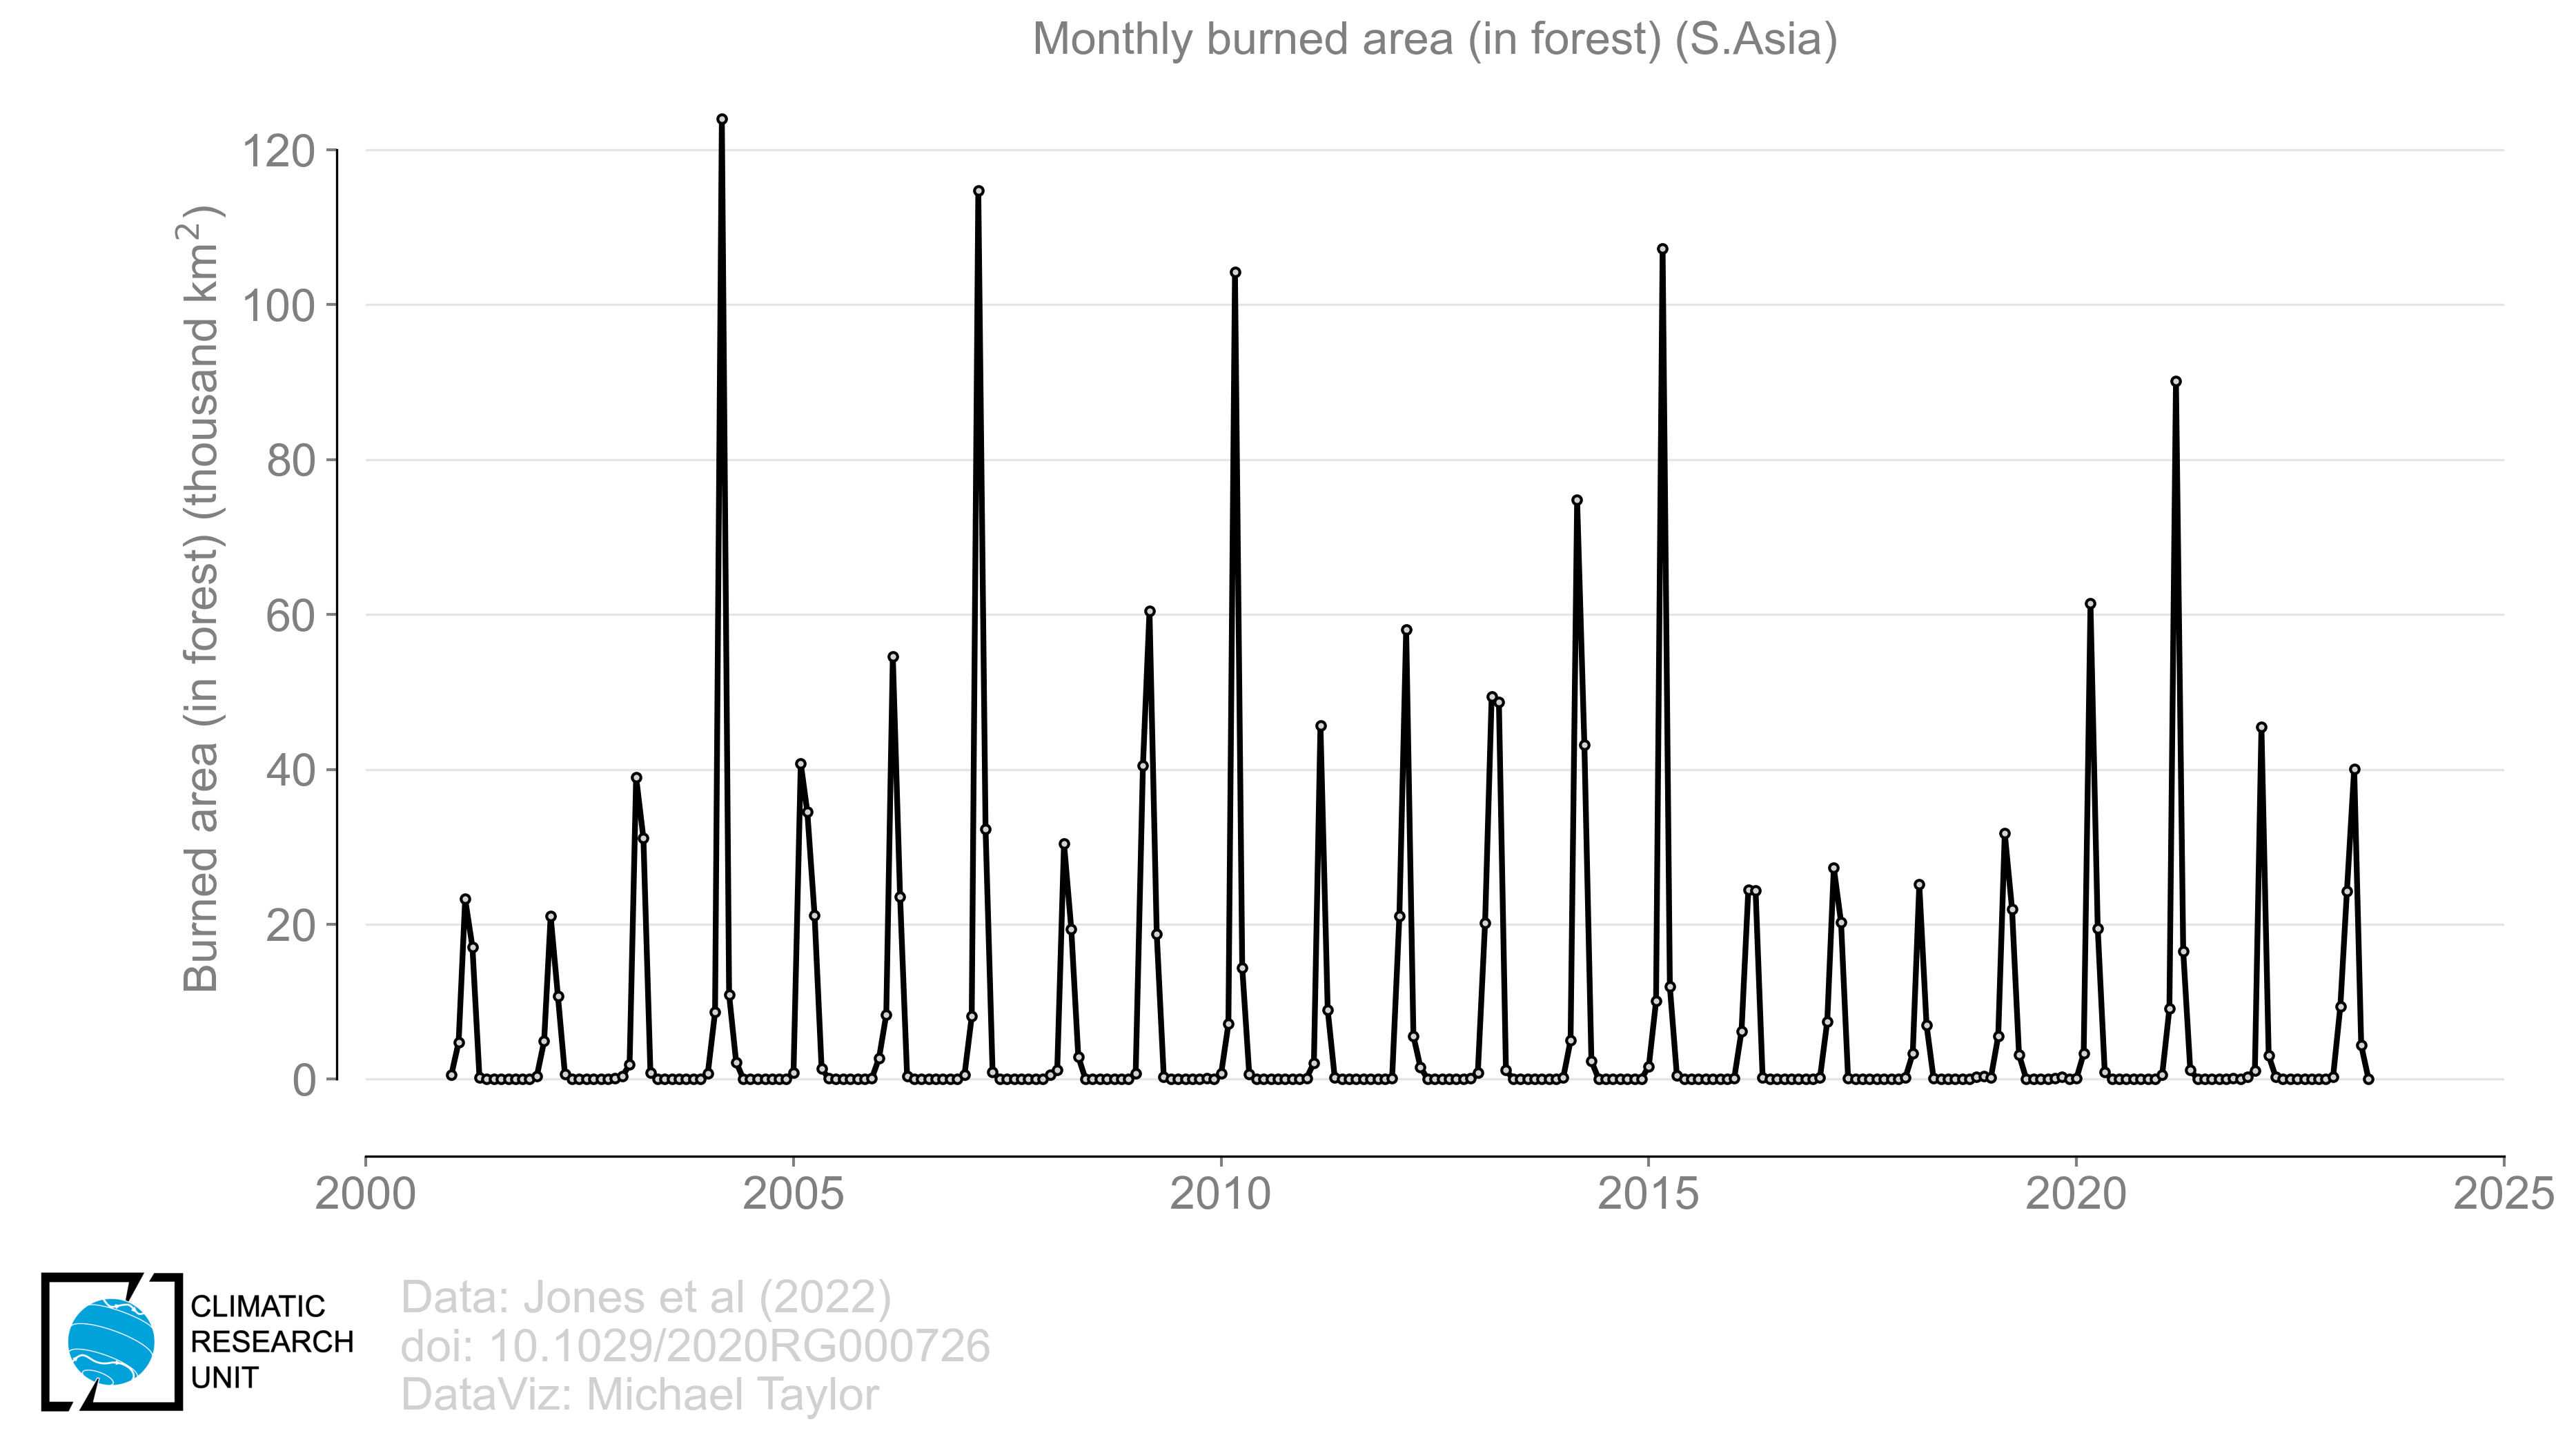 Monthly burned area (in forest) (S.Asia)
Burned area (in forest) (thousand km²)
120
100
80
60
40
20
0
2000 2005 2010 2015 2020 2025
CLIMATIC
RESEARCH
UNIT
Data: Jones et al (2022)
doi: 10.1029/2020RG000726
DataViz: Michael Taylor